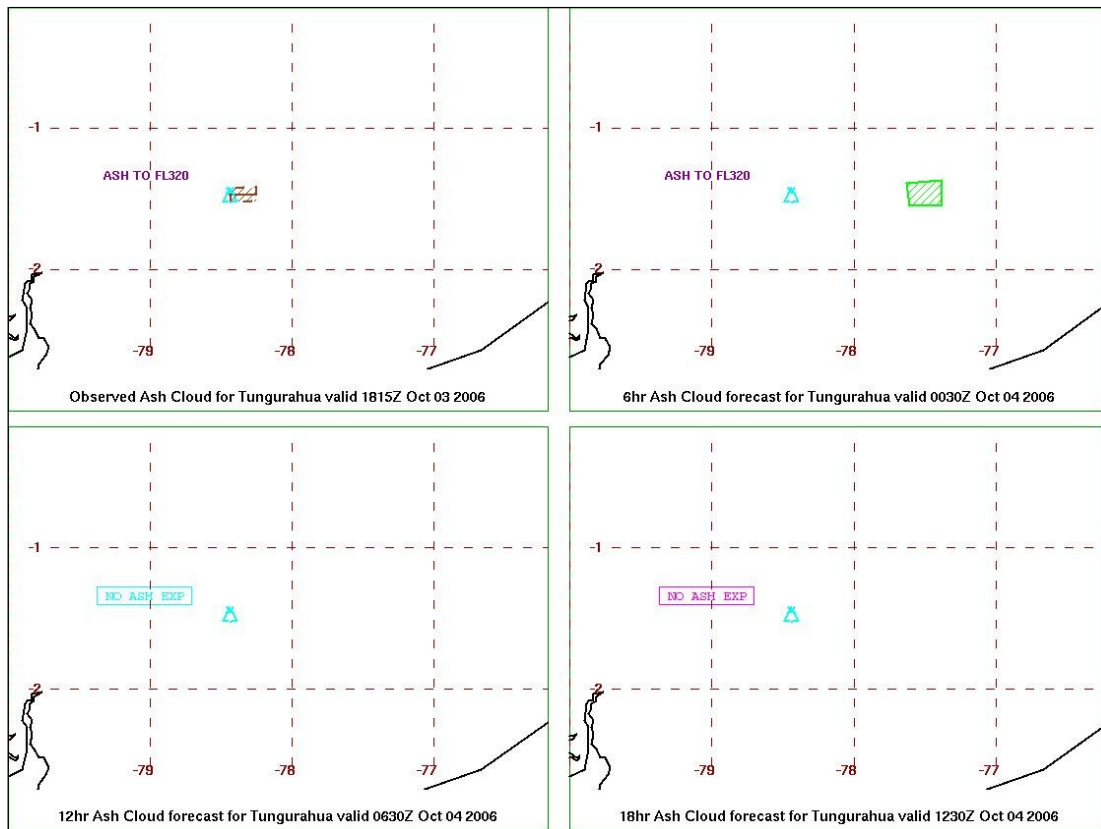 -1
ASH TO FL320
-2
-79
-78
-77
Observed Ash Cloud for Tungurahua valid 1815Z Oct 03 2006
-1
ASH TO FL320
-2
-79
-78
-77
6hr Ash Cloud forecast for Tungurahua valid 0030Z Oct 04 2006
-1
NO ASH EXP
-2
-79
-78
-77
12hr Ash Cloud forecast for Tungurahua valid 0630Z Oct 04 2006
-1
NO ASH EXP
-2
-79
-78
-77
18hr Ash Cloud forecast for Tungurahua valid 1230Z Oct 04 2006